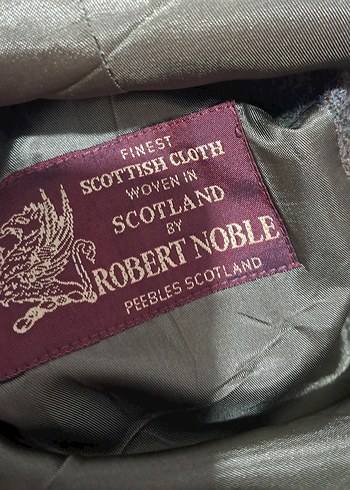 FINEST
SCOTTISH CLOTH
WOVEN IN
SCOTLAND
BY
ROBERT NOBLE
PEEBLES SCOTLAND